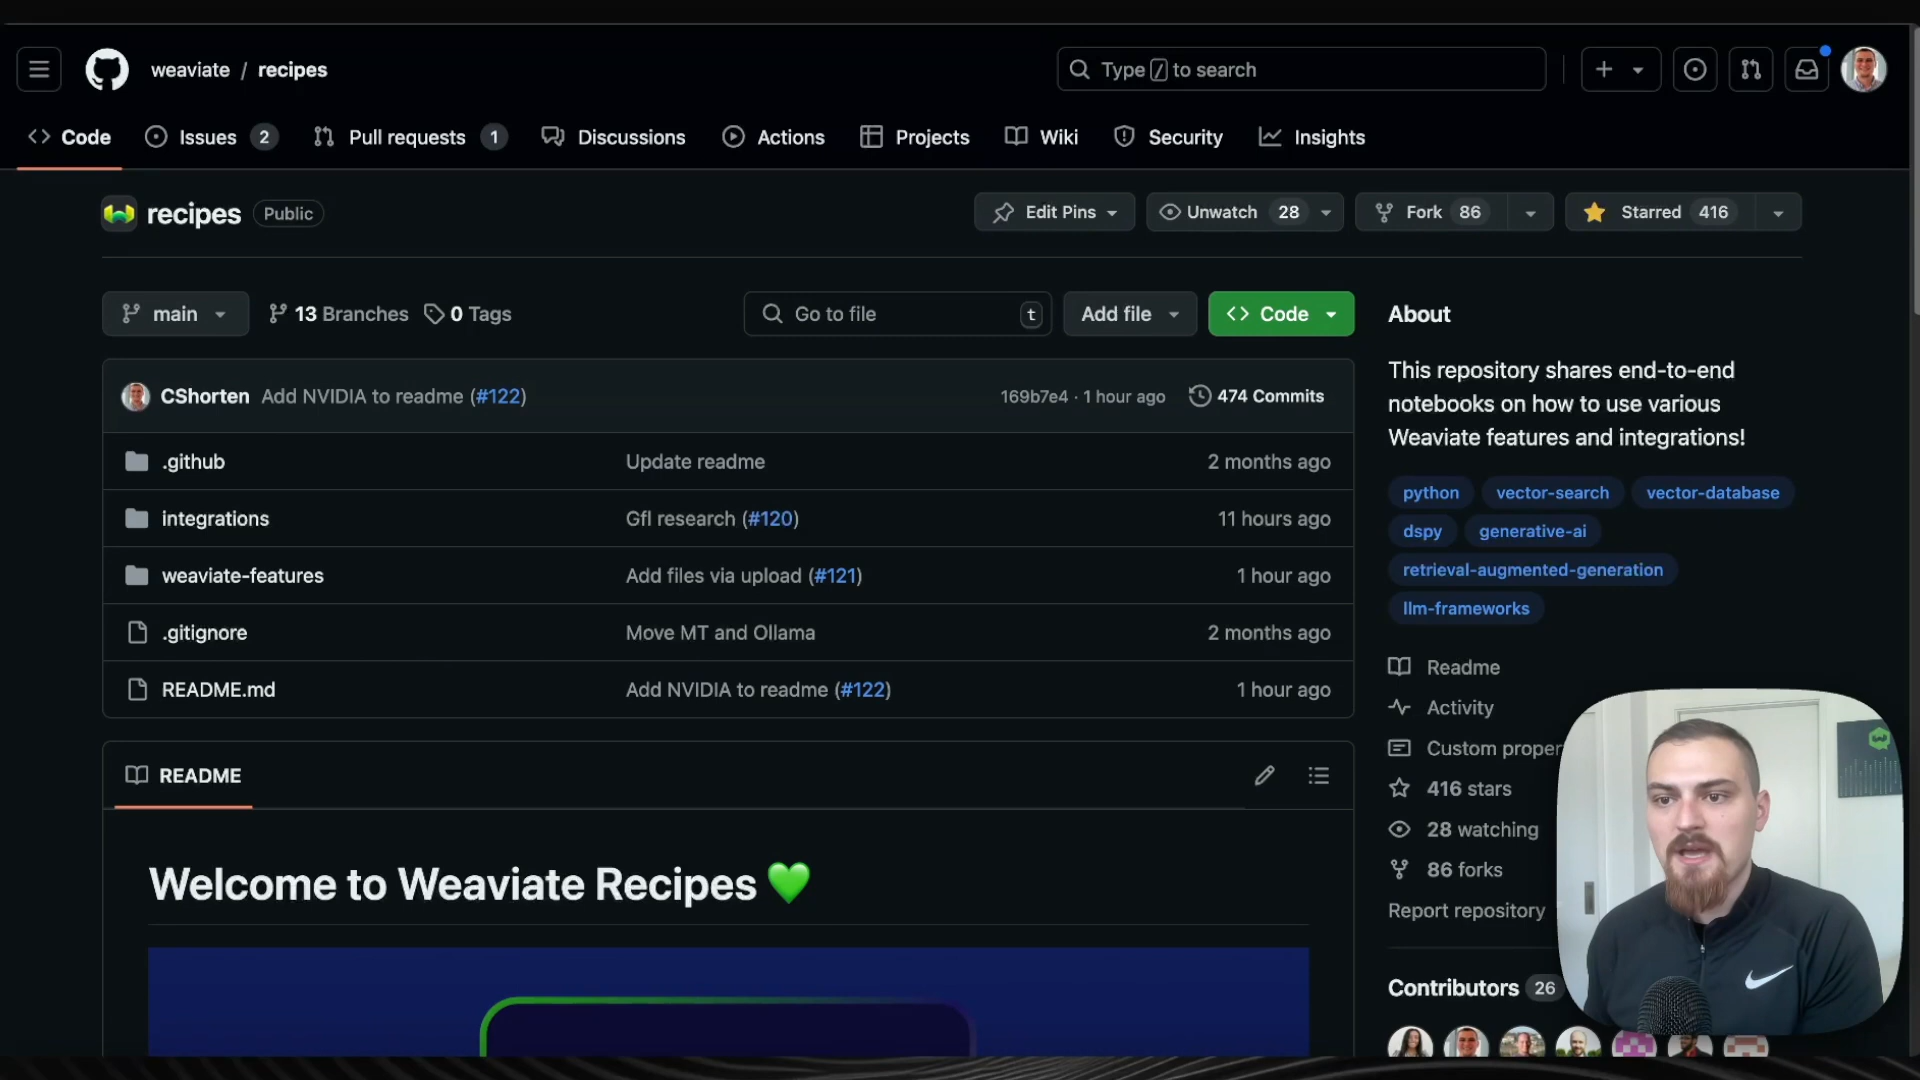 weaviate / recipes
Type / to search
Code
Issues 2
Pull requests 1
Discussions
Actions
Projects
Wiki
Security
Insights
recipes Public
Edit Pins
Unwatch 28
Fork 86
Starred 416
main
13 Branches
0 Tags
Go to file t
Add file
Code
CShorten Add NVIDIA to readme (#122) 169b7e4 · 1 hour ago 474 Commits
.github Update readme 2 months ago
integrations Gfl research (#120) 11 hours ago
weaviate-features Add files via upload (#121) 1 hour ago
.gitignore Move MT and Ollama 2 months ago
README.md Add NVIDIA to readme (#122) 1 hour ago
README
Welcome to Weaviate Recipes 💚
About
This repository shares end-to-end
notebooks on how to use various
Weaviate features and integrations!
python vector-search vector-database
dspy generative-ai
retrieval-augmented-generation
llm-frameworks
Readme
Activity
Custom proper
416 stars
28 watching
86 forks
Report repository
Contributors 26